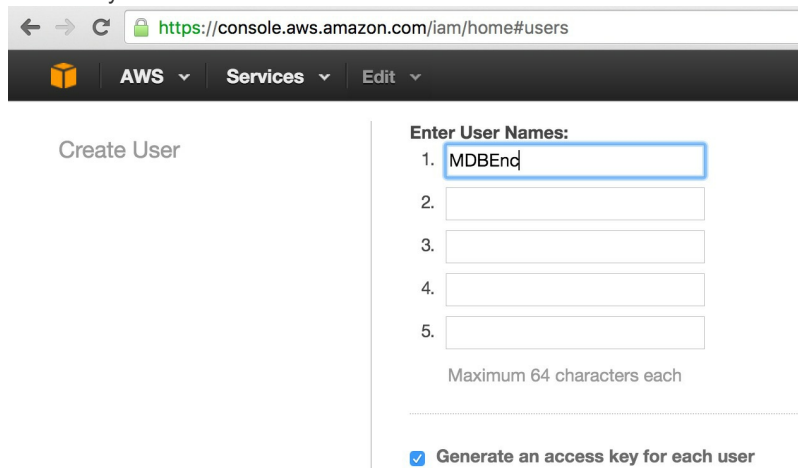 https://console.aws.amazon.com/iam/home#users
AWS Services Edit
Create User
Enter User Names:
1. MDBEnc
2.
3.
4.
5.
Maximum 64 characters each
Generate an access key for each user